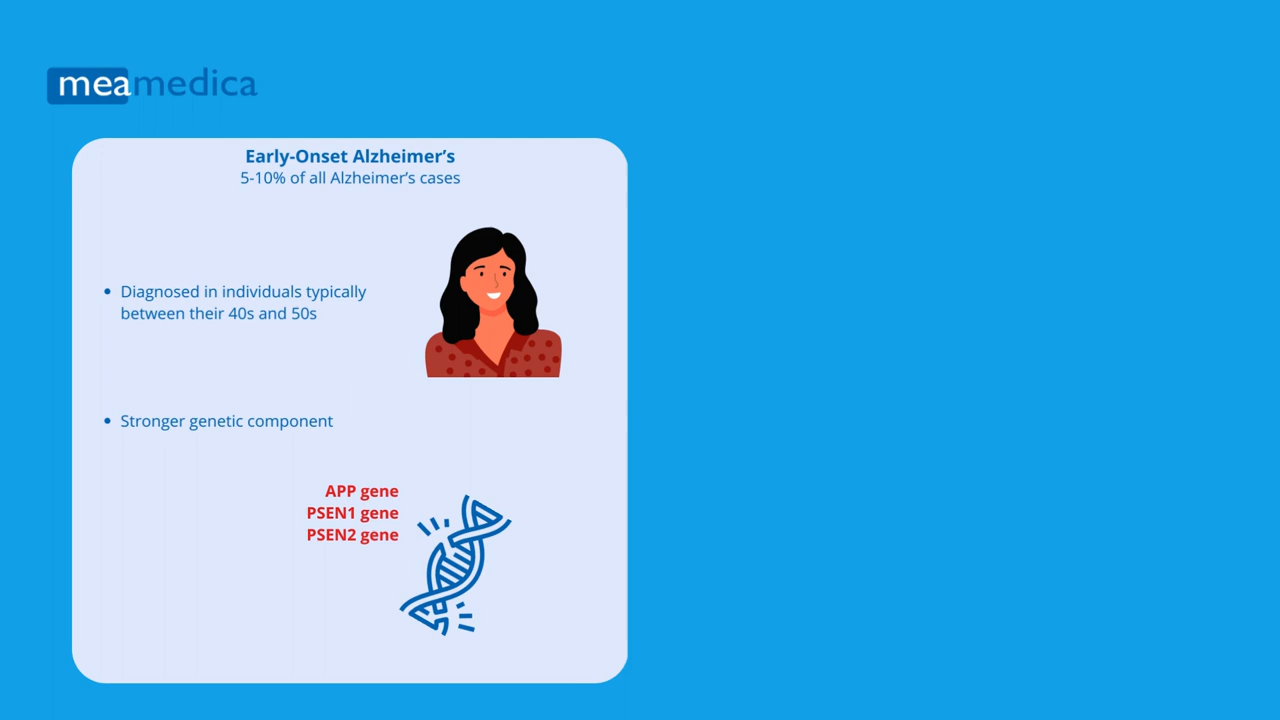 meamedica
Early-Onset Alzheimer’s
5-10% of all Alzheimer’s cases
• Diagnosed in individuals typically
between their 40s and 50s
• Stronger genetic component
APP gene
PSEN1 gene
PSEN2 gene